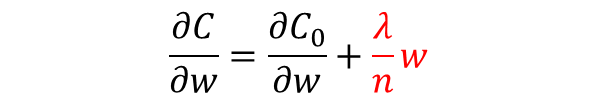 ∂C/∂w = ∂C₀/∂w + λ/n w